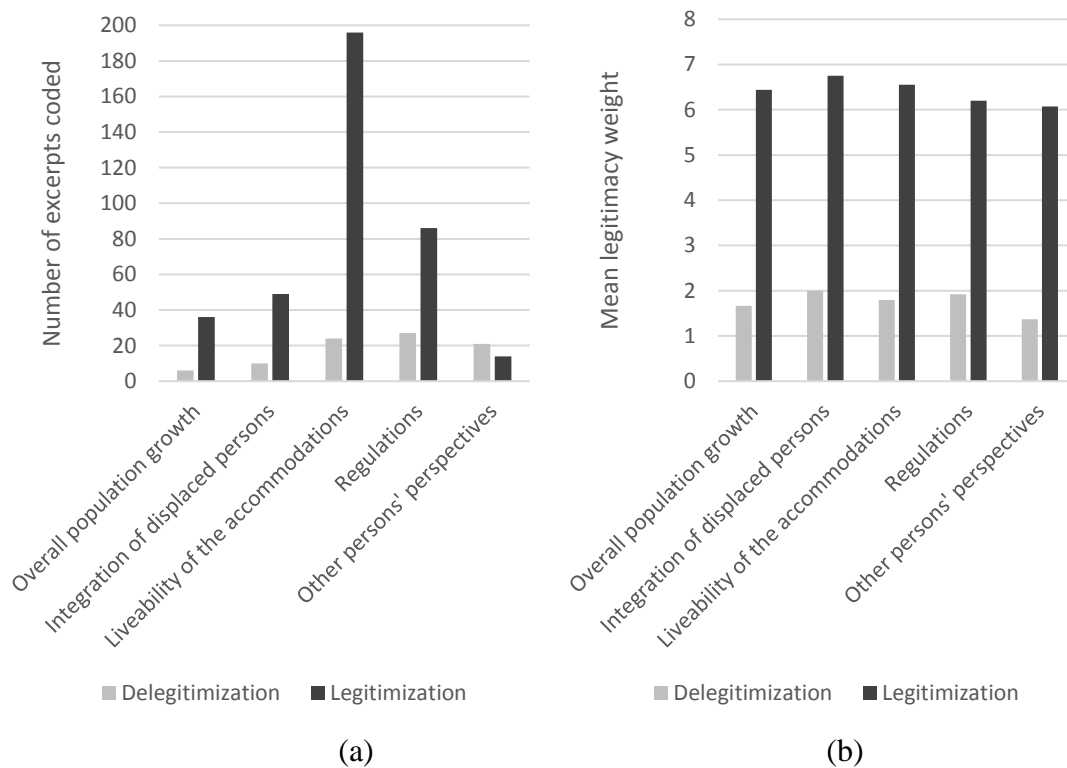 Number of excerpts coded
200
180
160
140
120
100
80
60
40
20
0
Overall population growth
Integration of displaced persons
Liveability of the accommodations
Regulations
Other persons' perspectives
Delegitimization
Legitimization
(a)
Mean legitimacy weight
8
7
6
5
4
3
2
1
0
Overall population growth
Integration of displaced persons
Liveability of the accommodations
Regulations
Other persons' perspectives
Delegitimization
Legitimization
(b)